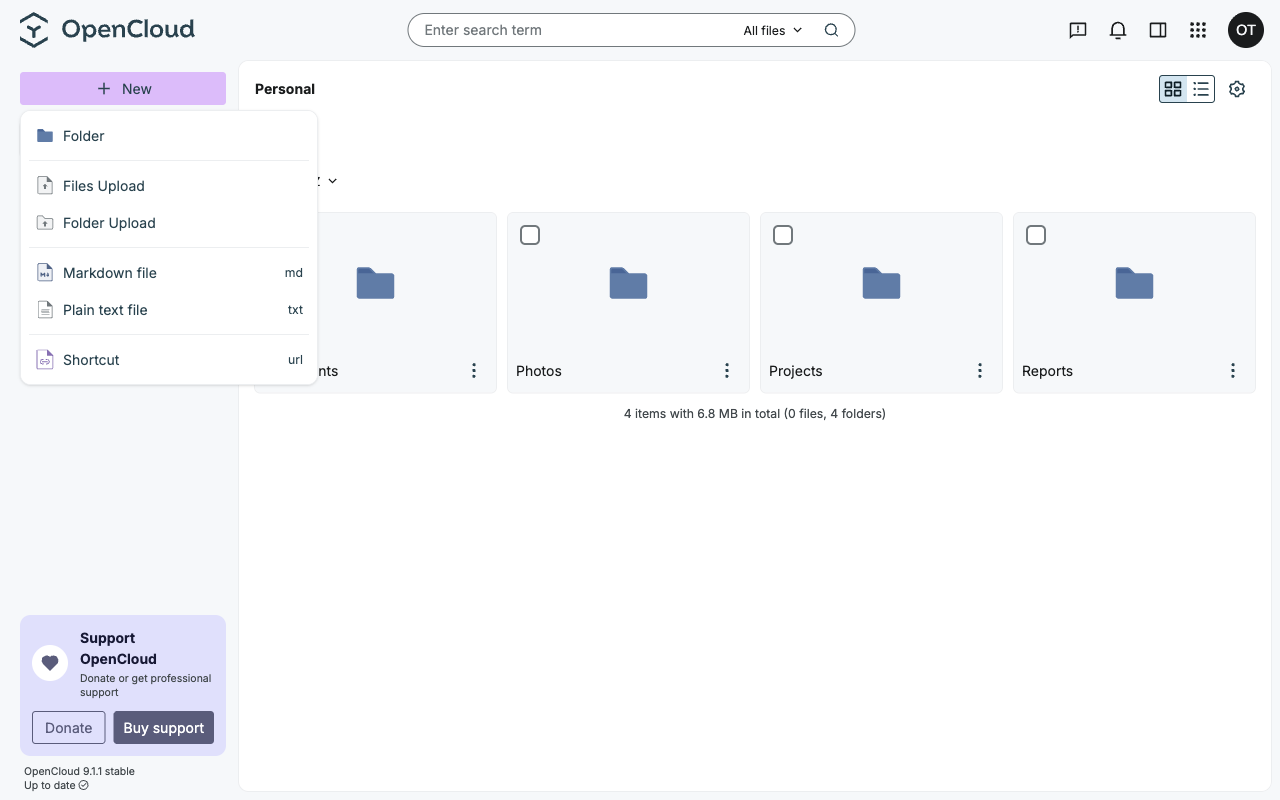 OpenCloud
Enter search term
All files
OT
New
Personal
Folder
Files Upload
Folder Upload
Markdown file md
Plain text file txt
Shortcut url
Photos
Projects
Reports
4 items with 6.8 MB in total (0 files, 4 folders)
Support
OpenCloud
Donate or get professional
support
Donate
Buy support
OpenCloud 9.1.1 stable
Up to date